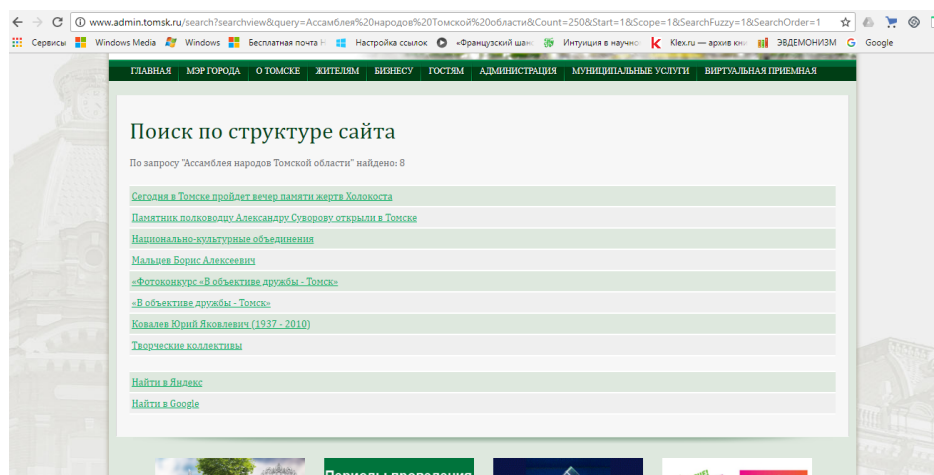 www.admin.tomsk.ru/search?searchview&query=Ассамблея%20народов%20Томской%20области&Count=250&Start=1&Scope=1&SearchFuzzy=1&SearchOrder=1
Сервисы Windows Media Windows Бесплатная почта H Настройка ссылок «Французский шанс Интуиция в научно Klex.ru — архив кни ЭВДЕМОНИЗМ Google
ГЛАВНАЯ МЭР ГОРОДА О ТОМСКЕ ЖИТЕЛЯМ БИЗНЕСУ ГОСТЯМ АДМИНИСТРАЦИЯ МУНИЦИПАЛЬНЫЕ УСЛУГИ ВИРТУАЛЬНАЯ ПРИЕМНАЯ
Поиск по структуре сайта
По запросу "Ассамблея народов Томской области" найдено: 8
Сегодня в Томске пройдет вечер памяти жертв Холокоста
Памятник полководцу Александру Суворову открыли в Томске
Национально-культурные объединения
Мальцев Борис Алексеевич
«Фотоконкурс «В объективе дружбы - Томск»
«В объективе дружбы - Томск»
Ковалев Юрий Яковлевич (1937 - 2010)
Творческие коллективы
Найти в Яндекс
Найти в Google
Периоды проведения